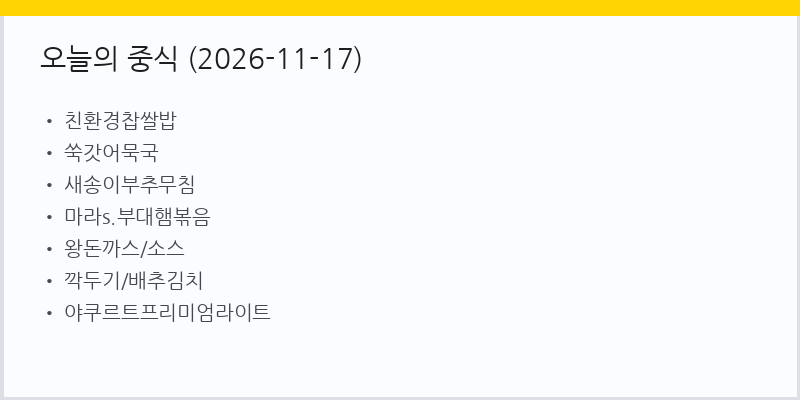 오늘의 중식 (2026-11-17)
• 친환경찹쌀밥
• 쑥갓어묵국
• 새송이부추무침
• 마라s.부대햄볶음
• 왕돈까스/소스
• 깍두기/배추김치
• 야쿠르트프리미엄라이트